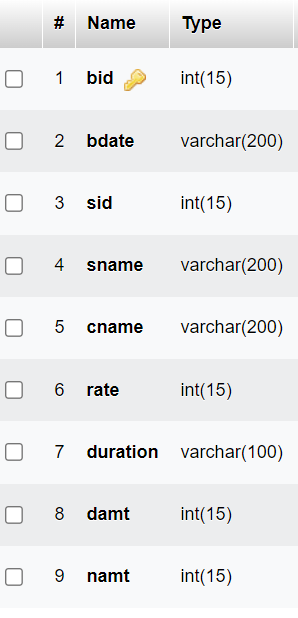 # Name Type
1 bid int(15)
2 bdate varchar(200)
3 sid int(15)
4 sname varchar(200)
5 cname varchar(200)
6 rate int(15)
7 duration varchar(100)
8 damt int(15)
9 namt int(15)